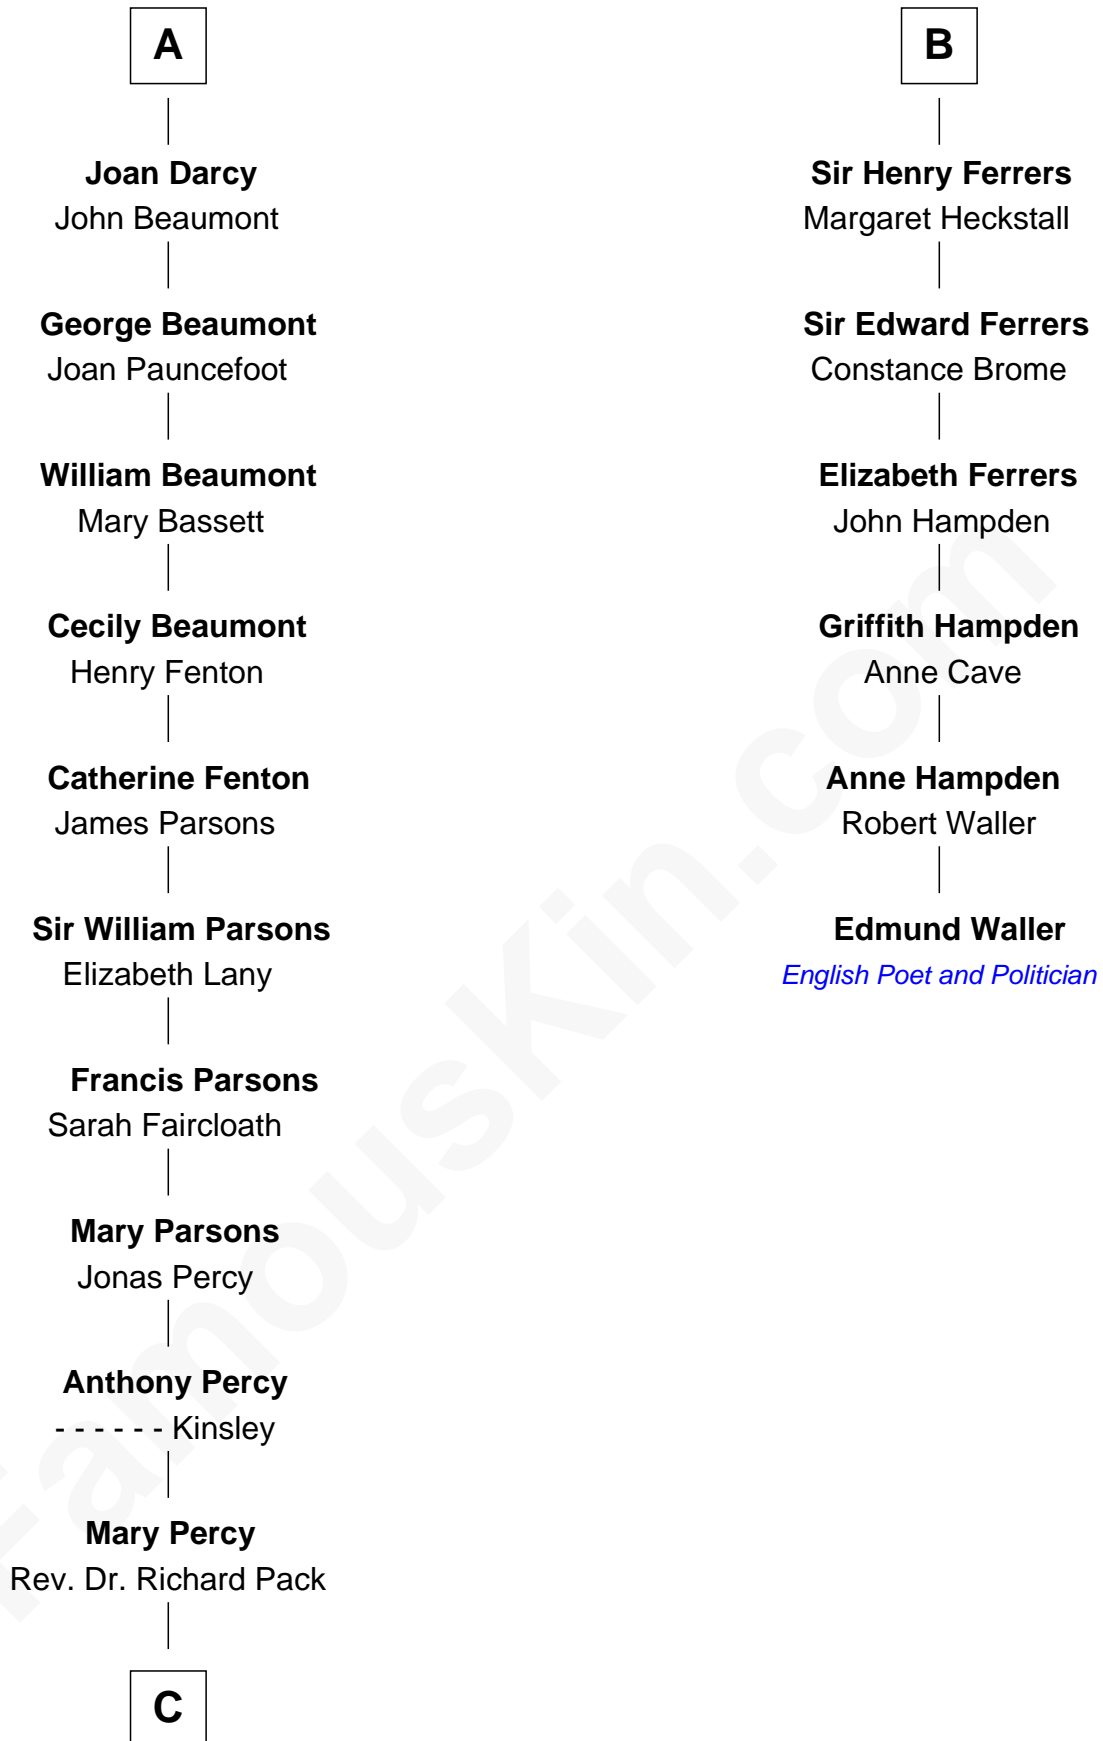 A
Joan Darcy
John Beaumont
George Beaumont
Joan Pauncefoot
William Beaumont
Mary Bassett
Cecily Beaumont
Henry Fenton
Catherine Fenton
James Parsons
Sir William Parsons
Elizabeth Lany
Francis Parsons
Sarah Faircloath
Mary Parsons
Jonas Percy
Anthony Percy
- - - - - - Kinsley
Mary Percy
Rev. Dr. Richard Pack
C
B
Sir Henry Ferrers
Margaret Heckstall
Sir Edward Ferrers
Constance Brome
Elizabeth Ferrers
John Hampden
Griffith Hampden
Anne Cave
Anne Hampden
Robert Waller
Edmund Waller
English Poet and Politician
FamousKin.com